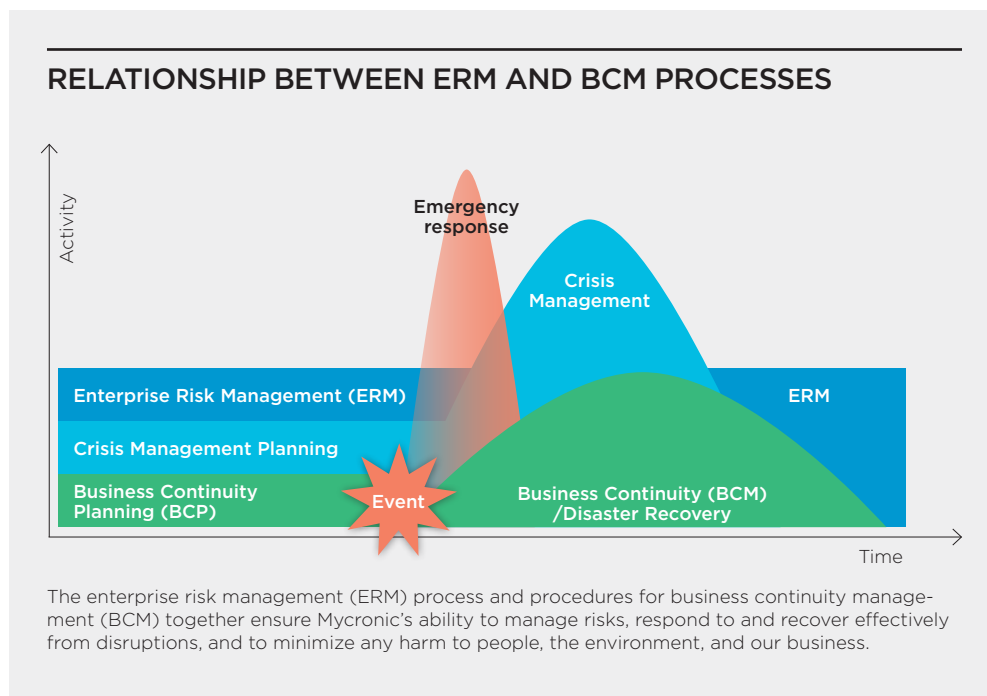 RELATIONSHIP BETWEEN ERM AND BCM PROCESSES
Activity
Emergency
response
Crisis
Management
Enterprise Risk Management (ERM)
ERM
Crisis Management Planning
Business Continuity
Planning (BCP)
Event
Business Continuity (BCM)
/Disaster Recovery
Time
The enterprise risk management (ERM) process and procedures for business continuity manage-
ment (BCM) together ensure Mycronic’s ability to manage risks, respond to and recover effectively
from disruptions, and to minimize any harm to people, the environment, and our business.